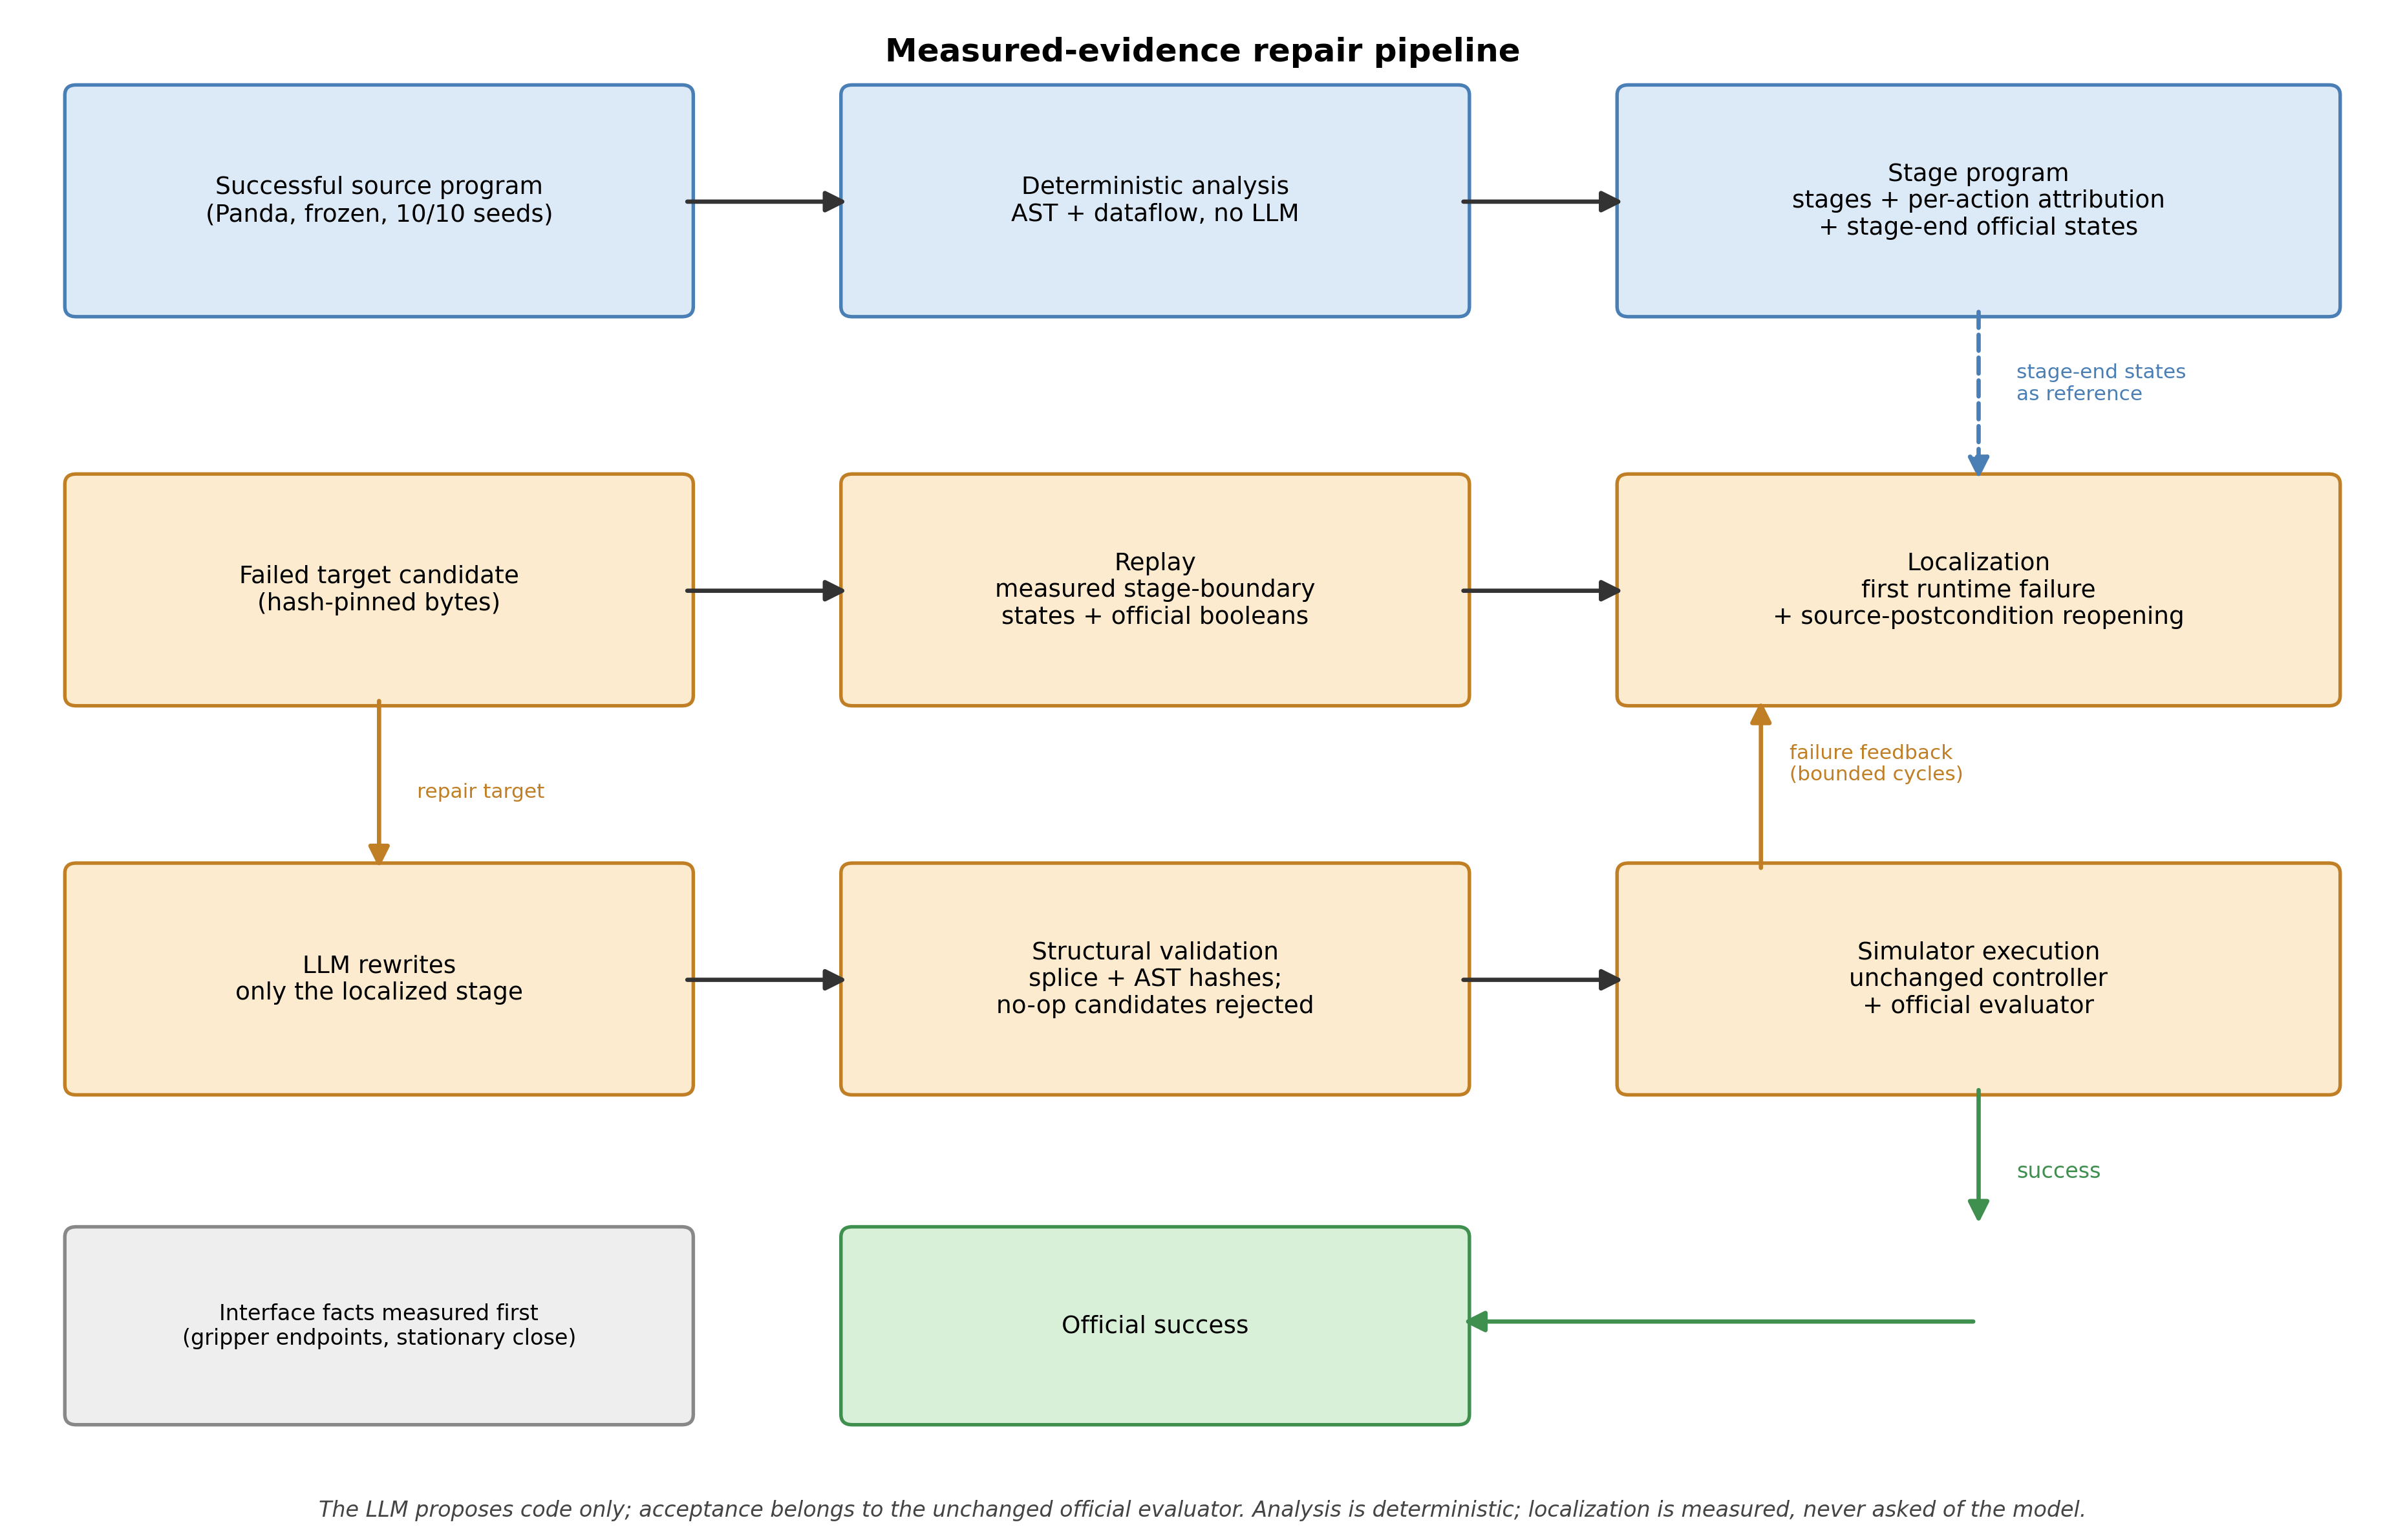 Measured-evidence repair pipeline
Successful source program
(Panda, frozen, 10/10 seeds)
Deterministic analysis
AST + dataflow, no LLM
Stage program
stages + per-action attribution
+ stage-end official states
stage-end states
as reference
Failed target candidate
(hash-pinned bytes)
Replay
measured stage-boundary
states + official booleans
Localization
first runtime failure
+ source-postcondition reopening
repair target
failure feedback
(bounded cycles)
LLM rewrites
only the localized stage
Structural validation
splice + AST hashes;
no-op candidates rejected
Simulator execution
unchanged controller
+ official evaluator
success
Interface facts measured first
(gripper endpoints, stationary close)
Official success
The LLM proposes code only; acceptance belongs to the unchanged official evaluator. Analysis is deterministic; localization is measured, never asked of the model.